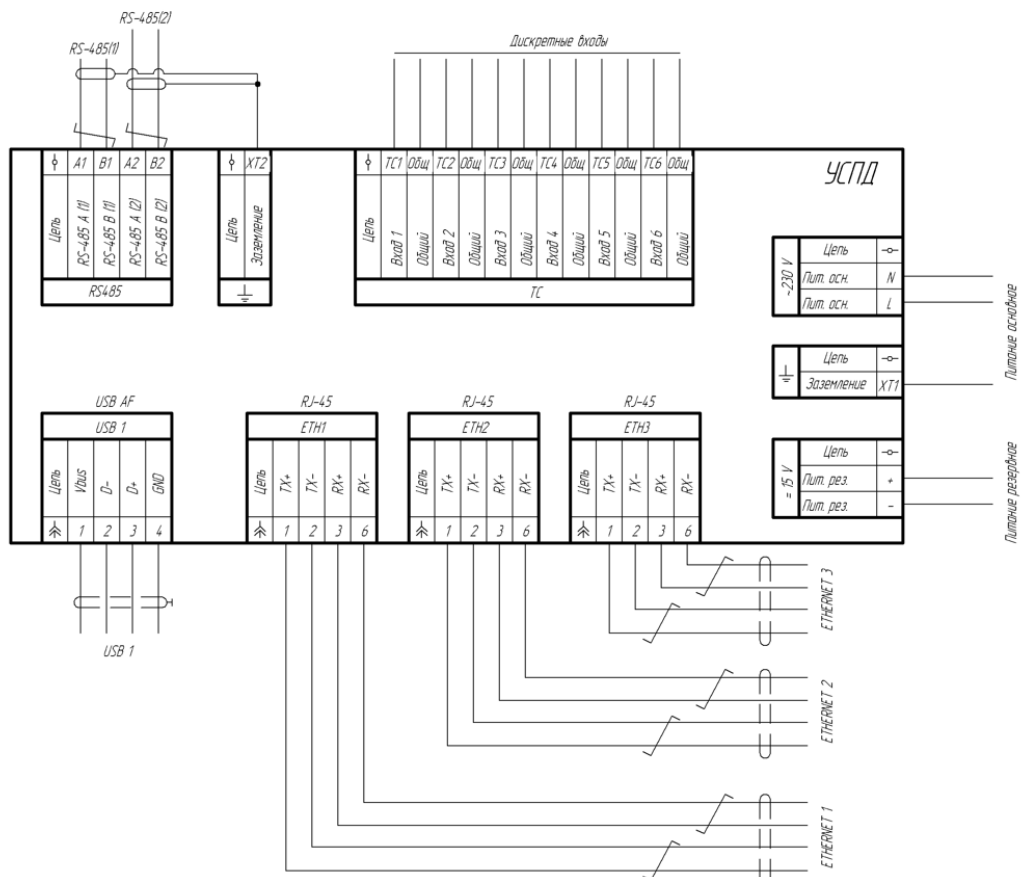 RS-485(2)
RS-485(1)
Дискретные входы
A1 B1 A2 B2
Цепь
RS-485 A (1)
RS-485 B (1)
RS-485 A (2)
RS-485 B (2)
RS485
XT2
Цепь
Заземление
TC1 Общ TC2 Общ TC3 Общ TC4 Общ TC5 Общ TC6 Общ
Цепь
Вход 1
Общий
Вход 2
Общий
Вход 3
Общий
Вход 4
Общий
Вход 5
Общий
Вход 6
Общий
TC
УСПД
~230 V
Цепь
Пит. осн. N
Пит. осн. L
Питание основное
Цепь
Заземление XT1
= 15 V
Цепь
Пит. рез. +
Пит. рез. -
Питание резервное
USB AF
USB 1
Цепь
Vbus
D-
D+
GND
1 2 3 4
USB 1
RJ-45
ETH1
Цепь
TX+
TX-
RX+
RX-
1 2 3 6
RJ-45
ETH2
Цепь
TX+
TX-
RX+
RX-
1 2 3 6
RJ-45
ETH3
Цепь
TX+
TX-
RX+
RX-
1 2 3 6
ETHERNET 3
ETHERNET 2
ETHERNET 1